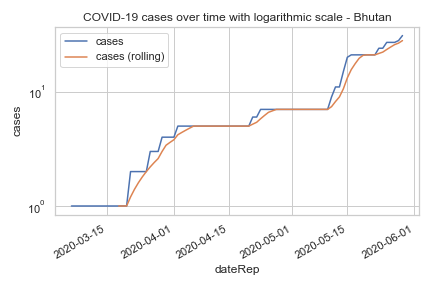 COVID-19 cases over time with logarithmic scale - Bhutan
cases
cases (rolling)
10¹
10⁰
cases
2020-03-15
2020-04-01
2020-04-15
2020-05-01
2020-05-15
2020-06-01
dateRep